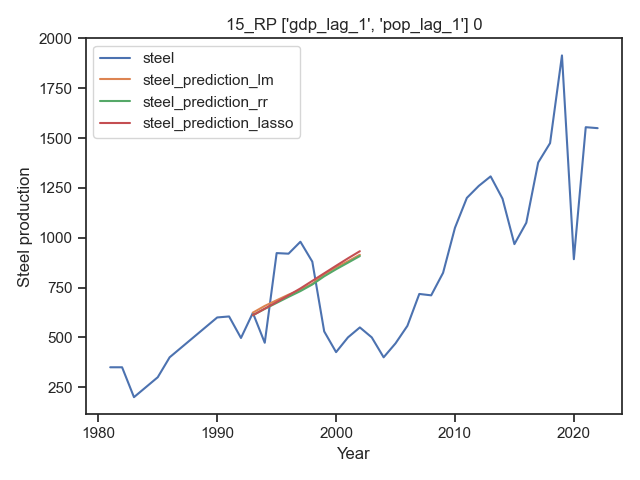 15_RP ['gdp_lag_1', 'pop_lag_1'] 0
2000
1750
1500
1250
1000
750
500
250
Steel production
steel
steel_prediction_lm
steel_prediction_rr
steel_prediction_lasso
1980
1990
2000
2010
2020
Year